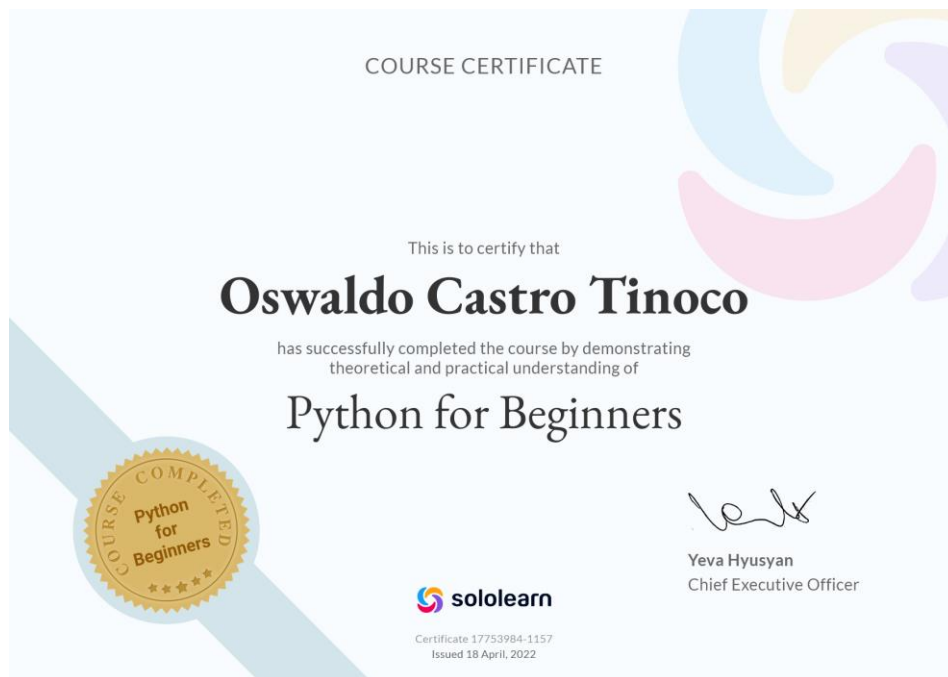 COURSE CERTIFICATE
This is to certify that
Oswaldo Castro Tinoco
has successfully completed the course by demonstrating
theoretical and practical understanding of
Python for Beginners
COURSE COMPLETED
Python
for
Beginners
Yeva Hyusyan
Chief Executive Officer
sololearn
Certificate 17753984-1157
Issued 18 April, 2022